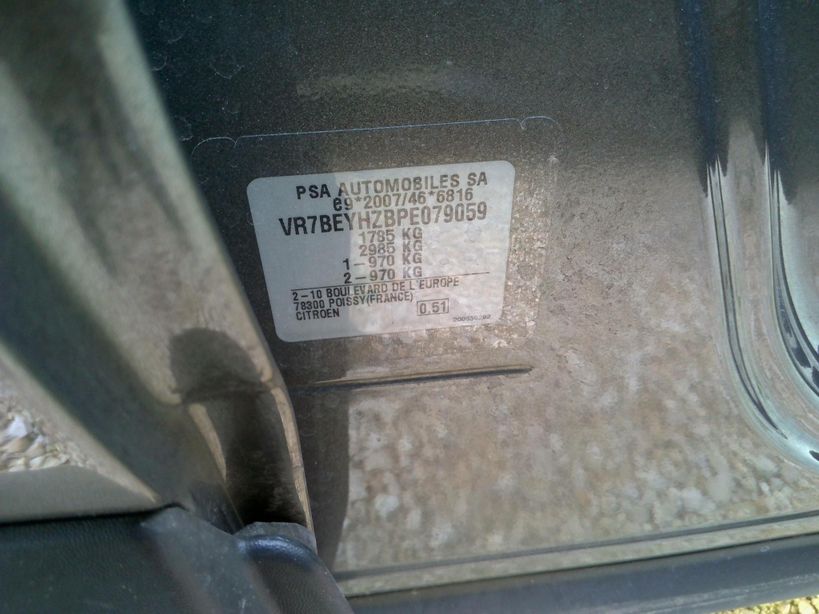 PSA AUTOMOBILES SA
e9*2007/46*6816
VR7BEYHZBPE079059
1785 KG
2985 KG
1-970 KG
2-970 KG
2-10 BOULEVARD DE L'EUROPE
78300 POISSY(FRANCE)
CITROEN 0.51